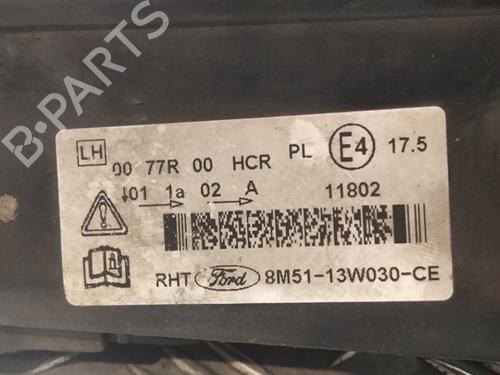 B-PARTS
LH
00 77R 00 HCR PL E4 17.5
01 1a 02 A 11802
RHT Ford 8M51-13W030-CE